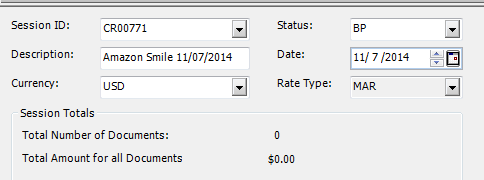 Session ID: CR00771 Status: BP
Description: Amazon Smile 11/07/2014 Date: 11/ 7 /2014
Currency: USD Rate Type: MAR
Session Totals
Total Number of Documents: 0
Total Amount for all Documents $0.00